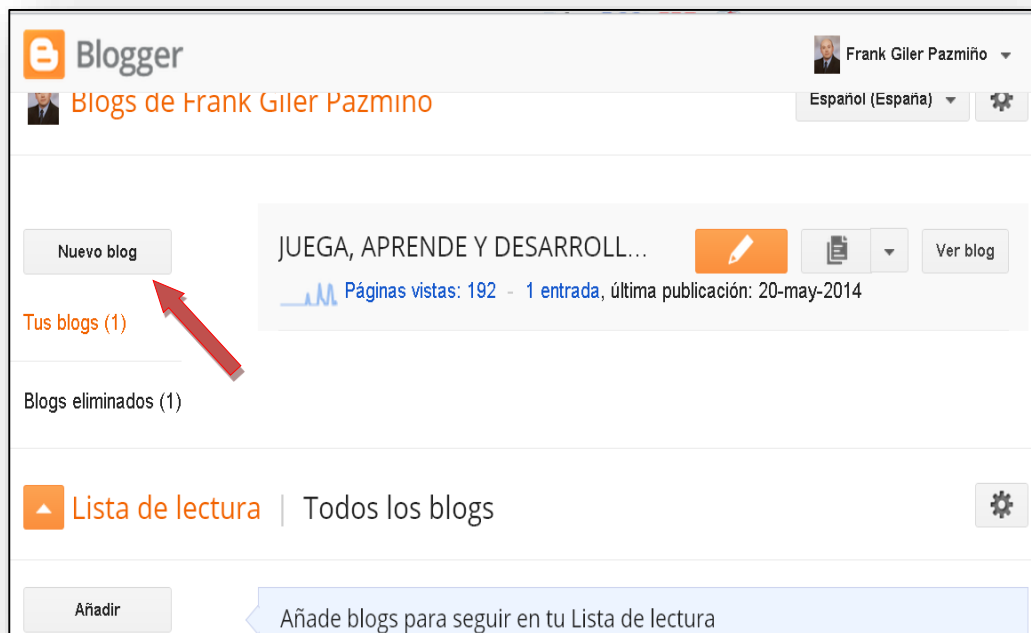 Blogger
Frank Giler Pazmiño
Blogs de Frank Giler Pazmino
Español (España)
Nuevo blog
JUEGA, APRENDE Y DESARROLL...
Ver blog
Páginas vistas: 192 - 1 entrada, última publicación: 20-may-2014
Tus blogs (1)
Blogs eliminados (1)
Lista de lectura | Todos los blogs
Añadir
Añade blogs para seguir en tu Lista de lectura